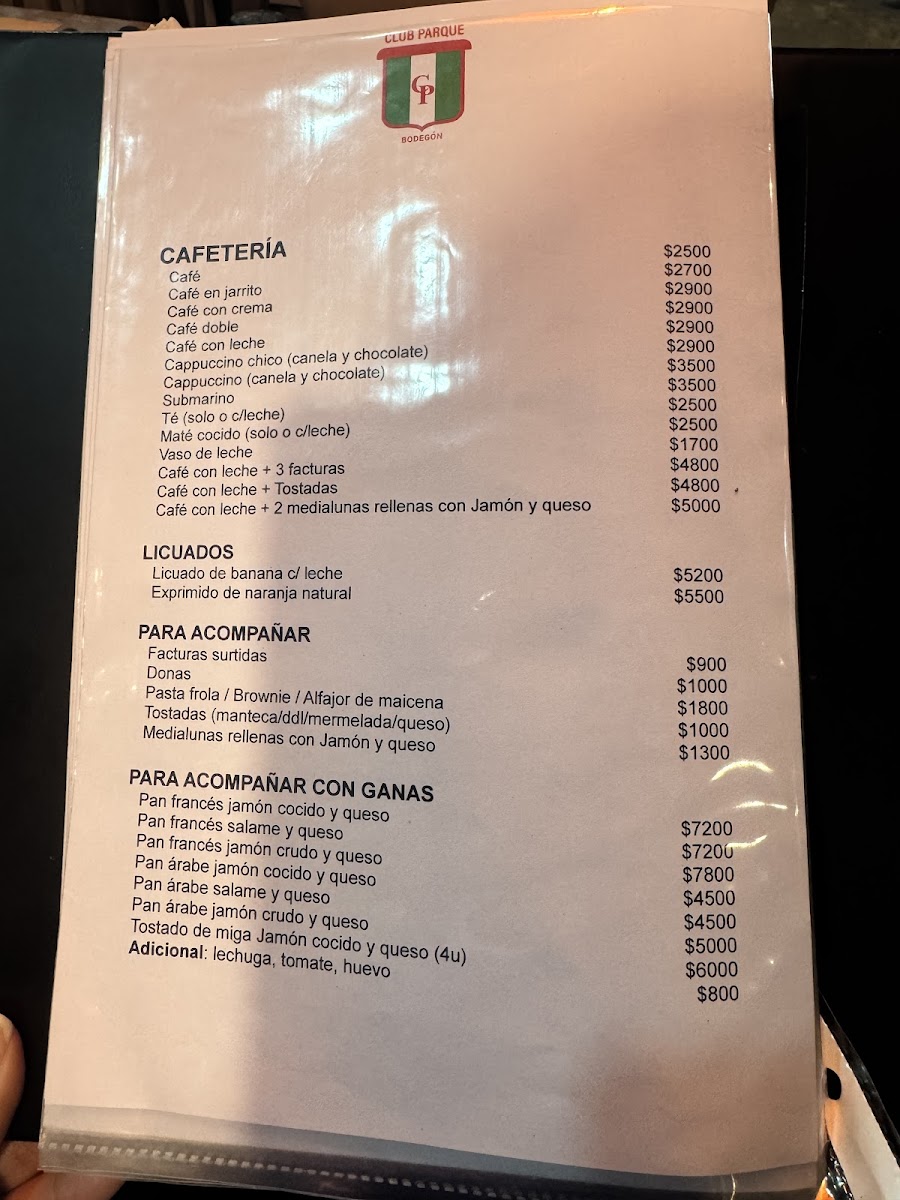 CLUB PARQUE
CP
BODEGÓN
CAFETERÍA
Café $2500
Café en jarrito $2700
Café con crema $2900
Café doble $2900
Café con leche $2900
Cappuccino chico (canela y chocolate) $2900
Cappuccino (canela y chocolate) $3500
Submarino $3500
Té (solo o c/leche) $2500
Maté cocido (solo o c/leche) $2500
Vaso de leche $1700
Café con leche + 3 facturas $4800
Café con leche + Tostadas $4800
Café con leche + 2 medialunas rellenas con Jamón y queso $5000
LICUADOS
Licuado de banana c/ leche $5200
Exprimido de naranja natural $5500
PARA ACOMPAÑAR
Facturas surtidas $900
Donas $1000
Pasta frola / Brownie / Alfajor de maicena $1800
Tostadas (manteca/ddl/mermelada/queso) $1000
Medialunas rellenas con Jamón y queso $1300
PARA ACOMPAÑAR CON GANAS
Pan francés jamón cocido y queso $7200
Pan francés salame y queso $7200
Pan francés jamón crudo y queso $7800
Pan árabe jamón cocido y queso $4500
Pan árabe salame y queso $4500
Pan árabe jamón crudo y queso $5000
Tostado de miga Jamón cocido y queso (4u) $6000
Adicional: lechuga, tomate, huevo $800